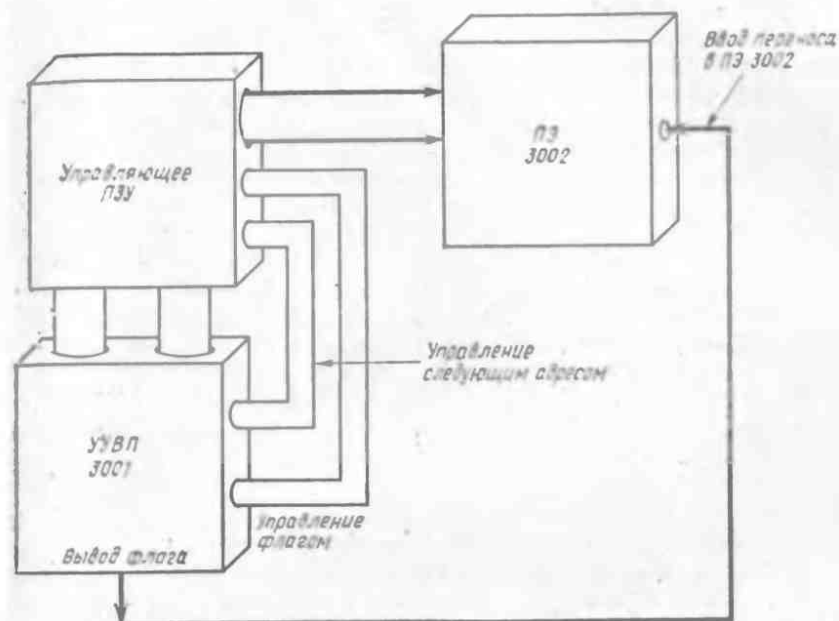 Управляющее
ПЗУ
ПЭ
3002
Ввод переноса
в ПЭ 3002
Управление
следующим адресом
УУВП
3001
Управление
флагом
Вывод флага